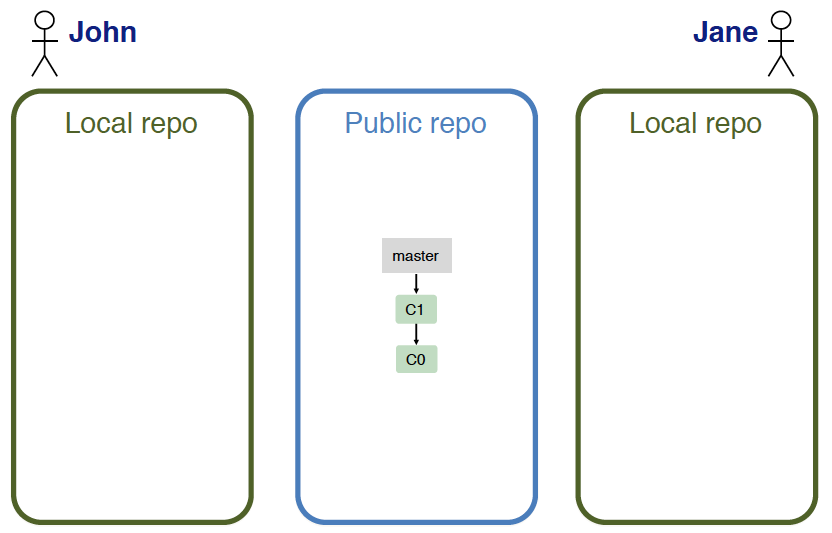 John
Jane
Local repo
Public repo
Local repo
master
C1
C0